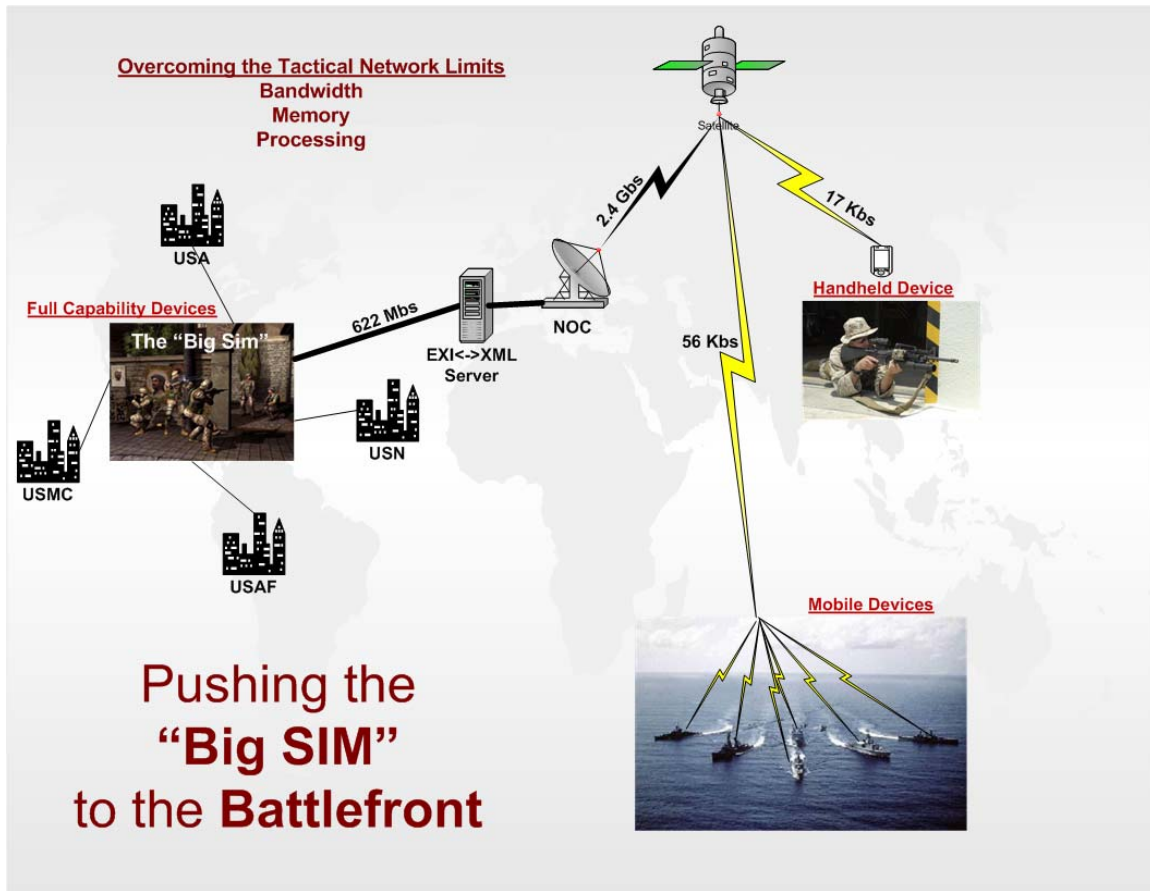 Overcoming the Tactical Network Limits
Bandwidth
Memory
Processing
Satellite
2.4 Gbs
17 Kbs
USA
Handheld Device
Full Capability Devices
The “Big Sim”
622 Mbs
NOC
EXI<->XML
Server
56 Kbs
USN
USMC
USAF
Mobile Devices
Pushing the
“Big SIM”
to the Battlefront